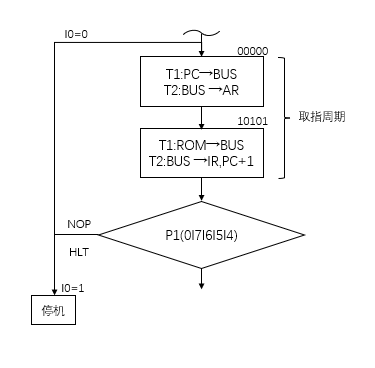 I0=0
00000
T1:PC→BUS
T2:BUS →AR
取指周期
10101
T1:ROM→BUS
T2:BUS →IR,PC+1
NOP
P1(0I7I6I5I4)
HLT
I0=1
停机